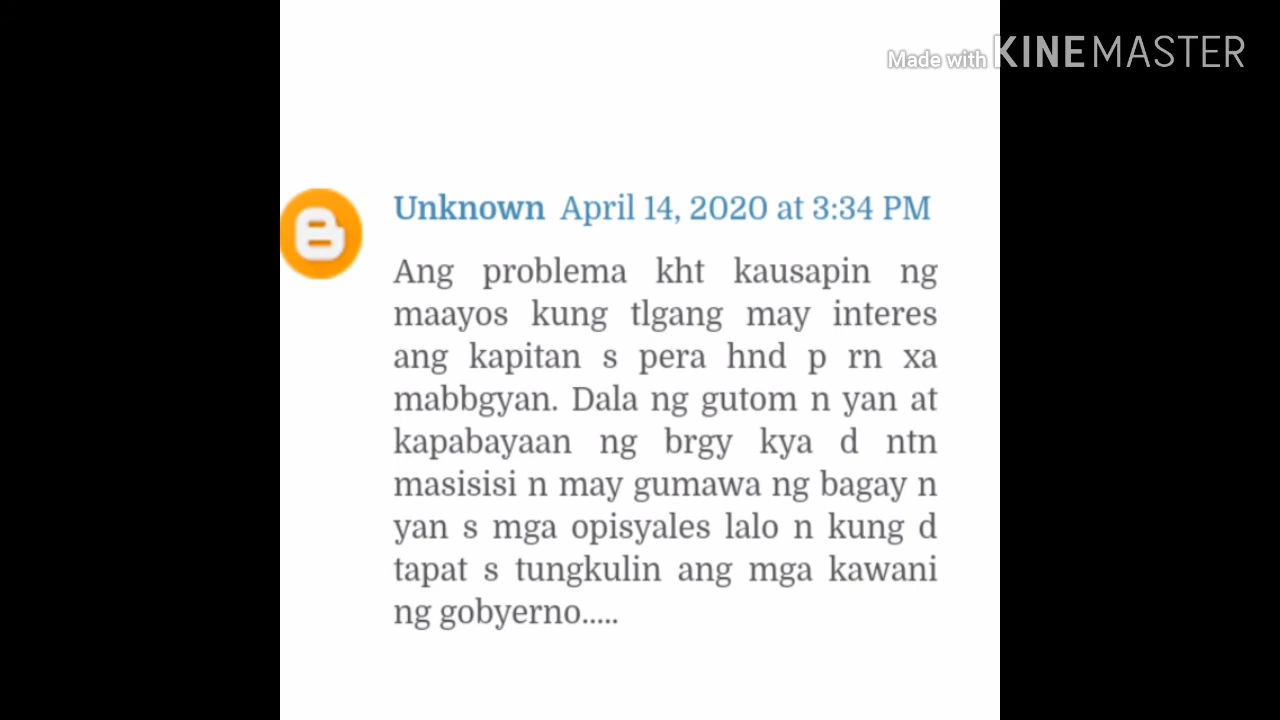 Made with KINEMASTER
Unknown April 14, 2020 at 3:34 PM
Ang problema kht kausapin ng
maayos kung tlgang may interes
ang kapitan s pera hnd p rn xa
mabbgyan. Dala ng gutom n yan at
kapabayaan ng brgy kya d ntn
masisisi n may gumawa ng bagay n
yan s mga opisyales lalo n kung d
tapat s tungkulin ang mga kawani
ng gobyerno.....